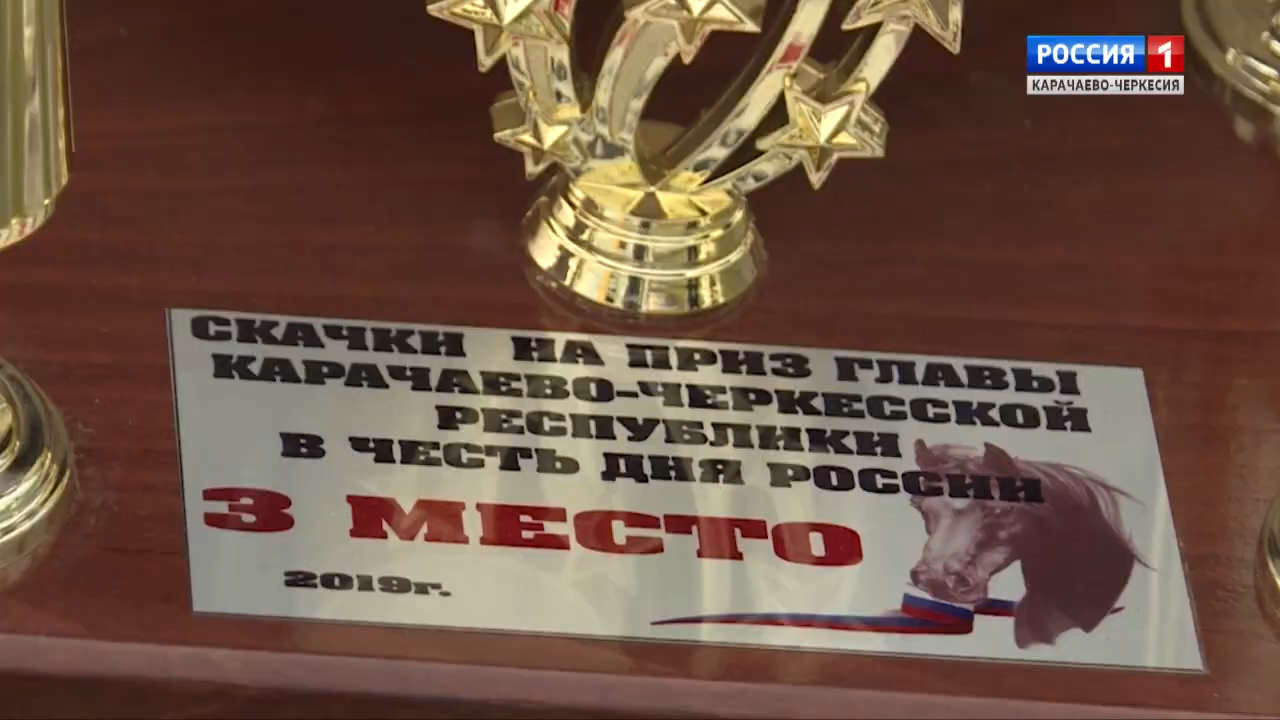 РОССИЯ 1
КАРАЧАЕВО-ЧЕРКЕСИЯ
СКАЧКИ НА ПРИЗ ГЛАВЫ
КАРАЧАЕВО-ЧЕРКЕССКОЙ
РЕСПУБЛИКИ
В ЧЕСТЬ ДНЯ РОССИИ
3 МЕСТО
2019г.